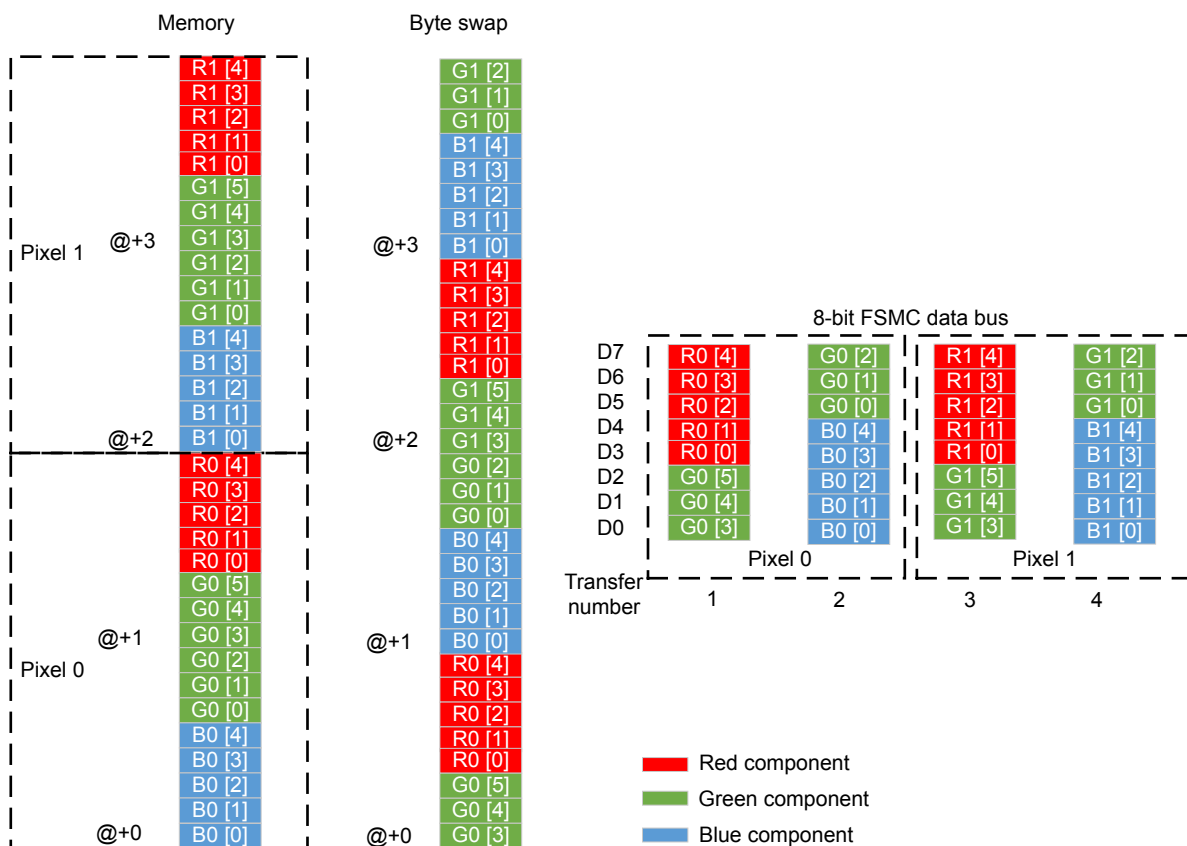 Memory
Byte swap
Pixel 1
@+3
@+2
Pixel 0
@+1
@+0
R1 [4]
R1 [3]
R1 [2]
R1 [1]
R1 [0]
G1 [5]
G1 [4]
G1 [3]
G1 [2]
G1 [1]
G1 [0]
B1 [4]
B1 [3]
B1 [2]
B1 [1]
B1 [0]
R0 [4]
R0 [3]
R0 [2]
R0 [1]
R0 [0]
G0 [5]
G0 [4]
G0 [3]
G0 [2]
G0 [1]
G0 [0]
B0 [4]
B0 [3]
B0 [2]
B0 [1]
B0 [0]
@+3
@+2
@+1
@+0
G1 [2]
G1 [1]
G1 [0]
B1 [4]
B1 [3]
B1 [2]
B1 [1]
B1 [0]
R1 [4]
R1 [3]
R1 [2]
R1 [1]
R1 [0]
G1 [5]
G1 [4]
G1 [3]
G0 [2]
G0 [1]
G0 [0]
B0 [4]
B0 [3]
B0 [2]
B0 [1]
B0 [0]
R0 [4]
R0 [3]
R0 [2]
R0 [1]
R0 [0]
G0 [5]
G0 [4]
G0 [3]
8-bit FSMC data bus
D7 R0 [4] G0 [2] R1 [4] G1 [2]
D6 R0 [3] G0 [1] R1 [3] G1 [1]
D5 R0 [2] G0 [0] R1 [2] G1 [0]
D4 R0 [1] B0 [4] R1 [1] B1 [4]
D3 R0 [0] B0 [3] R1 [0] B1 [3]
D2 G0 [5] B0 [2] G1 [5] B1 [2]
D1 G0 [4] B0 [1] G1 [4] B1 [1]
D0 G0 [3] B0 [0] G1 [3] B1 [0]
Pixel 0 Pixel 1
Transfer
number 1 2 3 4
Red component
Green component
Blue component